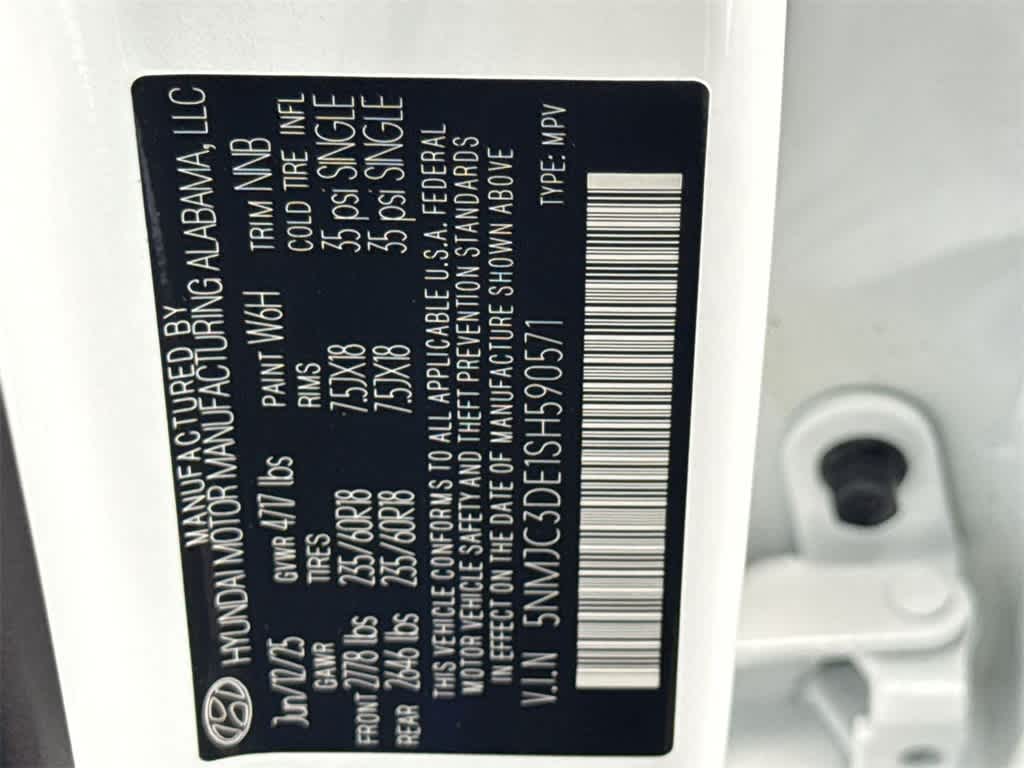 MANUFACTURED BY
HYUNDAI MOTOR MANUFACTURING ALABAMA, LLC
Jun/12/25 GVWR 4717 lbs PAINT W6H TRIM NNB
GAWR TIRES RIMS COLD TIRE INFL
FRONT 2778 lbs 235/60R18 7.5JX18 35 psi SINGLE
REAR 2646 lbs 235/60R18 7.5JX18 35 psi SINGLE
THIS VEHICLE CONFORMS TO ALL APPLICABLE U.S.A. FEDERAL
MOTOR VEHICLE SAFETY AND THEFT PREVENTION STANDARDS
IN EFFECT ON THE DATE OF MANUFACTURE SHOWN ABOVE
V.I.N 5NMJC3DE1SH590571 TYPE: MPV